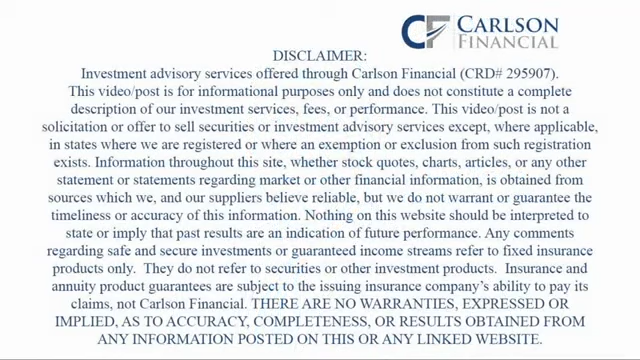 CF CARLSON
FINANCIAL
DISCLAIMER:
Investment advisory services offered through Carlson Financial (CRD# 295907).
This video/post is for informational purposes only and does not constitute a complete
description of our investment services, fees, or performance. This video/post is not a
solicitation or offer to sell securities or investment advisory services except, where applicable,
in states where we are registered or where an exemption or exclusion from such registration
exists. Information throughout this site, whether stock quotes, charts, articles, or any other
statement or statements regarding market or other financial information, is obtained from
sources which we, and our suppliers believe reliable, but we do not warrant or guarantee the
timeliness or accuracy of this information. Nothing on this website should be interpreted to
state or imply that past results are an indication of future performance. Any comments
regarding safe and secure investments or guaranteed income streams refer to fixed insurance
products only.  They do not refer to securities or other investment products.  Insurance and
annuity product guarantees are subject to the issuing insurance company's ability to pay its
claims, not Carlson Financial. THERE ARE NO WARRANTIES, EXPRESSED OR
IMPLIED, AS TO ACCURACY, COMPLETENESS, OR RESULTS OBTAINED FROM
ANY INFORMATION POSTED ON THIS OR ANY LINKED WEBSITE.